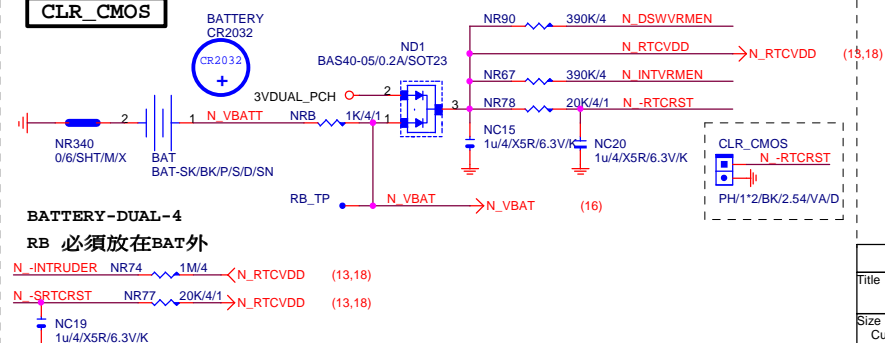 CLR_CMOS
BATTERY
CR2032
CR2032
+
ND1
BAS40-05/0.2A/SOT23
NR90 390K/4 N_DSWVRMEN
N_RTCVDD N_RTCVDD (13,18)
3VDUAL_PCH 2 3
NR67 390K/4 N_INTVRMEN
NR78 20K/4/1 N_-RTCRST
2 1 N_VBATT NRB 1K/4/1 1
NR340
0/6/SHT/M/X
BAT
BAT-SK/BK/P/S/D/SN
NC15
1u/4/X5R/6.3V/K
NC20
1u/4/X5R/6.3V/K
CLR_CMOS
N_-RTCRST
PH/1*2/BK/2.54/VA/D
RB_TP N_VBAT N_VBAT (16)
BATTERY-DUAL-4
RB 必須放在BAT外
N_-INTRUDER NR74 1M/4 N_RTCVDD (13,18)
N_-SRTCRST NR77 20K/4/1 N_RTCVDD (13,18)
NC19
1u/4/X5R/6.3V/K
Title
Size
Cu